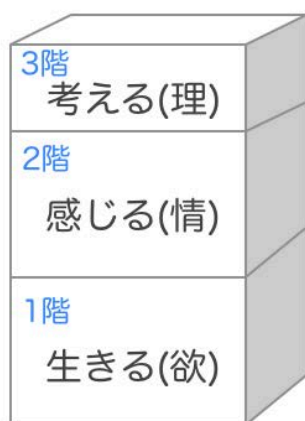 3階
考える(理)
2階
感じる(情)
1階
生きる(欲)